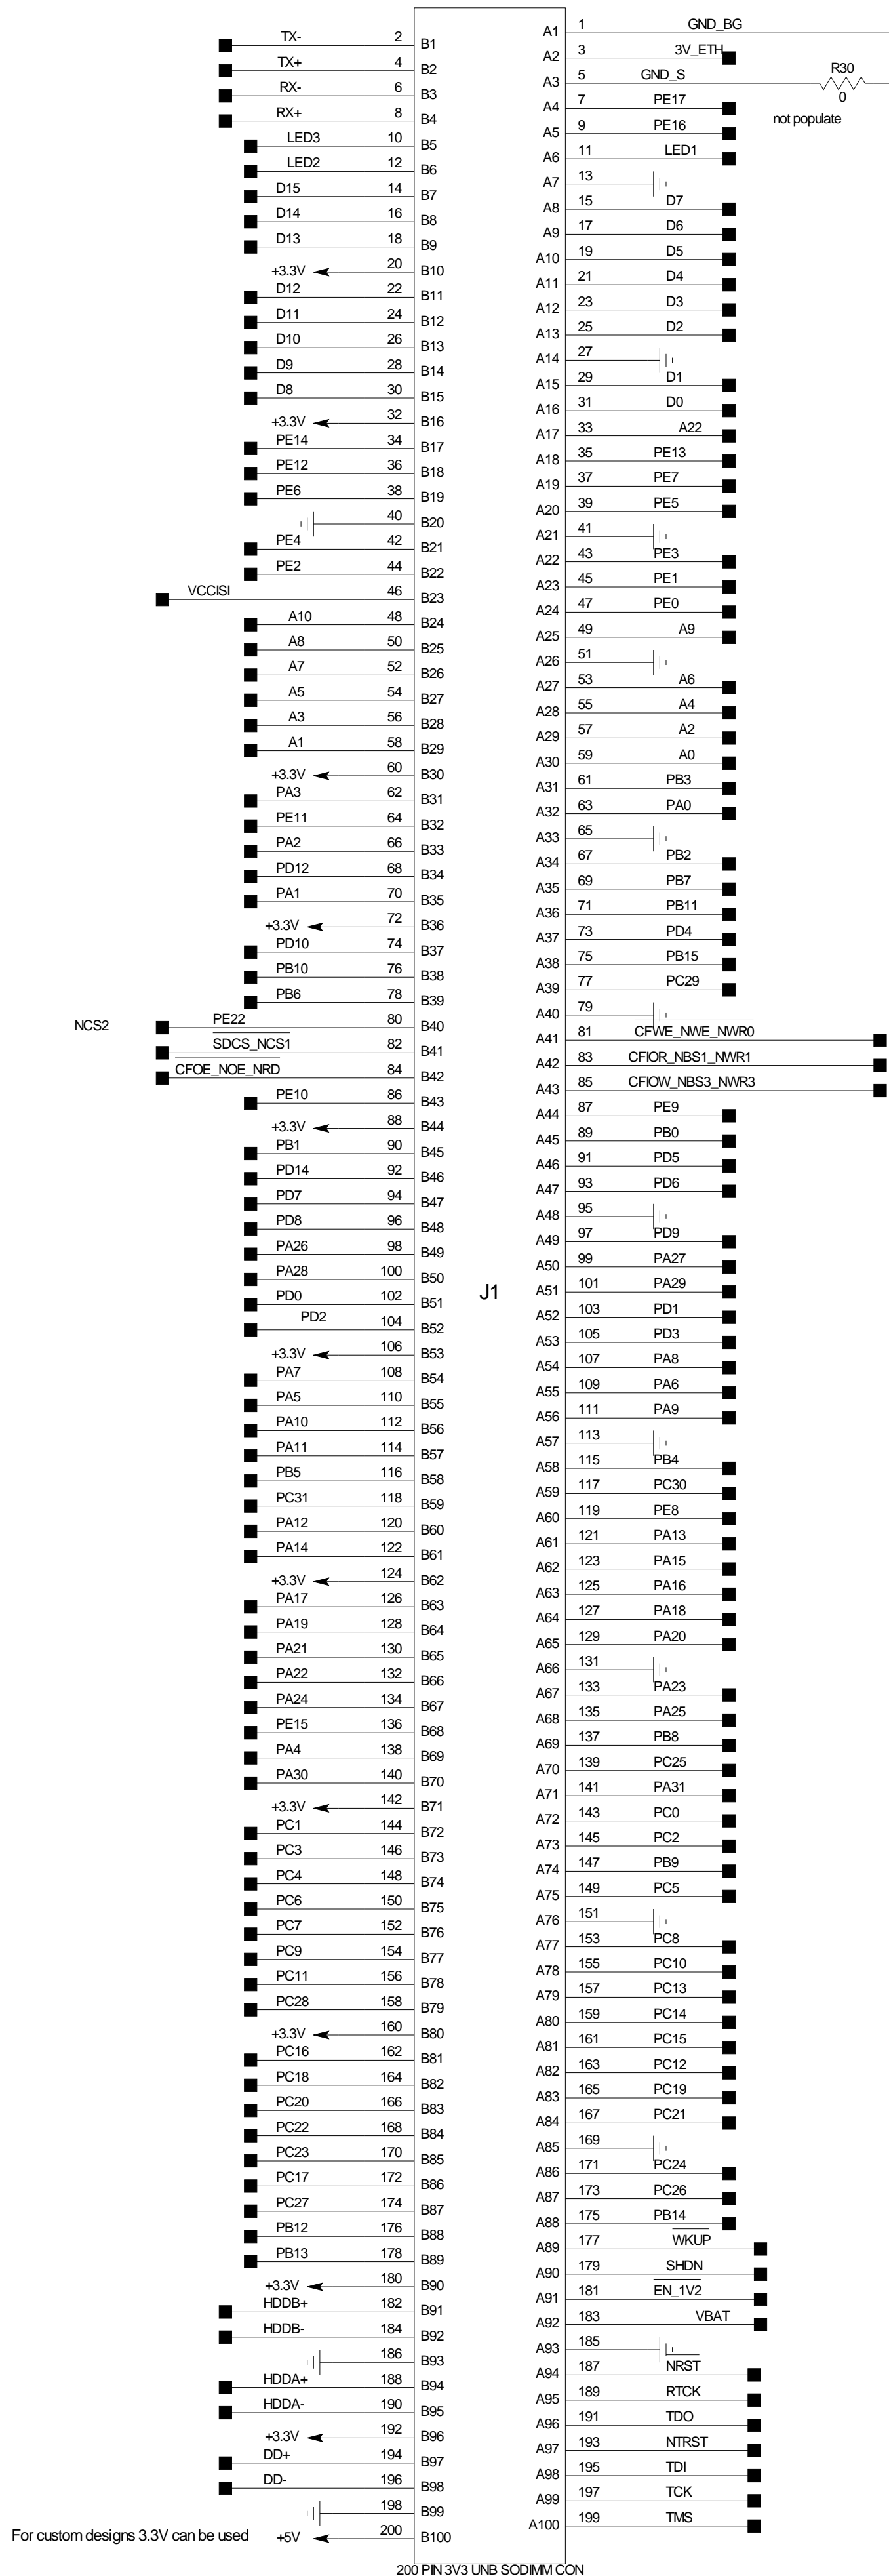 A1 1 GND_BG
TX- 2 B1
A2 3 3V_ETH
TX+ 4 B2
A3 5 GND_S R30 0
RX- 6 B3
A4 7 PE17
not populate
RX+ 8 B4
A5 9 PE16
LED3 10 B5
A6 11 LED1
LED2 12 B6
A7 13
D15 14 B7
A8 15 D7
D14 16 B8
A9 17 D6
D13 18 B9
A10 19 D5
+3.3V 20 B10
A11 21 D4
D12 22 B11
A12 23 D3
D11 24 B12
A13 25 D2
D10 26 B13
A14 27
D9 28 B14
A15 29 D1
D8 30 B15
A16 31 D0
+3.3V 32 B16
A17 33 A22
PE14 34 B17
A18 35 PE13
PE12 36 B18
A19 37 PE7
PE6 38 B19
A20 39 PE5
40 B20
A21 41
PE4 42 B21
A22 43 PE3
PE2 44 B22
A23 45 PE1
VCCISI 46 B23
A24 47 PE0
A10 48 B24
A25 49 A9
A8 50 B25
A26 51
A7 52 B26
A27 53 A6
A5 54 B27
A28 55 A4
A3 56 B28
A29 57 A2
A1 58 B29
A30 59 A0
+3.3V 60 B30
A31 61 PB3
PA3 62 B31
A32 63 PA0
PE11 64 B32
A33 65
PA2 66 B33
A34 67 PB2
PD12 68 B34
A35 69 PB7
PA1 70 B35
A36 71 PB11
+3.3V 72 B36
A37 73 PD4
PD10 74 B37
A38 75 PB15
PB10 76 B38
A39 77 PC29
PB6 78 B39
A40 79
NCS2 PE22 80 B40
A41 81 CFWE_NWE_NWR0
SDCS_NCS1 82 B41
A42 83 CFIOR_NBS1_NWR1
CFOE_NOE_NRD 84 B42
A43 85 CFIOW_NBS3_NWR3
PE10 86 B43
A44 87 PE9
+3.3V 88 B44
A45 89 PB0
PB1 90 B45
A46 91 PD5
PD14 92 B46
A47 93 PD6
PD7 94 B47
A48 95
PD8 96 B48
A49 97 PD9
PA26 98 B49
A50 99 PA27
PA28 100 B50
A51 101 PA29
J1
PD0 102 B51
A52 103 PD1
PD2 104 B52
A53 105 PD3
+3.3V 106 B53
A54 107 PA8
PA7 108 B54
A55 109 PA6
PA5 110 B55
A56 111 PA9
PA10 112 B56
A57 113
PA11 114 B57
A58 115 PB4
PB5 116 B58
A59 117 PC30
PC31 118 B59
A60 119 PE8
PA12 120 B60
A61 121 PA13
PA14 122 B61
A62 123 PA15
+3.3V 124 B62
A63 125 PA16
PA17 126 B63
A64 127 PA18
PA19 128 B64
A65 129 PA20
PA21 130 B65
A66 131
PA22 132 B66
A67 133 PA23
PA24 134 B67
A68 135 PA25
PE15 136 B68
A69 137 PB8
PA4 138 B69
A70 139 PC25
PA30 140 B70
A71 141 PA31
+3.3V 142 B71
A72 143 PC0
PC1 144 B72
A73 145 PC2
PC3 146 B73
A74 147 PB9
PC4 148 B74
A75 149 PC5
PC6 150 B75
A76 151
PC7 152 B76
A77 153 PC8
PC9 154 B77
A78 155 PC10
PC11 156 B78
A79 157 PC13
PC28 158 B79
A80 159 PC14
+3.3V 160 B80
A81 161 PC15
PC16 162 B81
A82 163 PC12
PC18 164 B82
A83 165 PC19
PC20 166 B83
A84 167 PC21
PC22 168 B84
A85 169
PC23 170 B85
A86 171 PC24
PC17 172 B86
A87 173 PC26
PC27 174 B87
A88 175 PB14
PB12 176 B88
A89 177 WKUP
PB13 178 B89
A90 179 SHDN
+3.3V 180 B90
A91 181 EN_1V2
HDDB+ 182 B91
A92 183 VBAT
HDDB- 184 B92
A93 185
186 B93
A94 187 NRST
HDDA+ 188 B94
A95 189 RTCK
HDDA- 190 B95
A96 191 TDO
+3.3V 192 B96
A97 193 NTRST
DD+ 194 B97
A98 195 TDI
DD- 196 B98
A99 197 TCK
198 B99
A100 199 TMS
For custom designs 3.3V can be used +5V 200 B100
200 PIN 3V3 UNB SODIMM CON